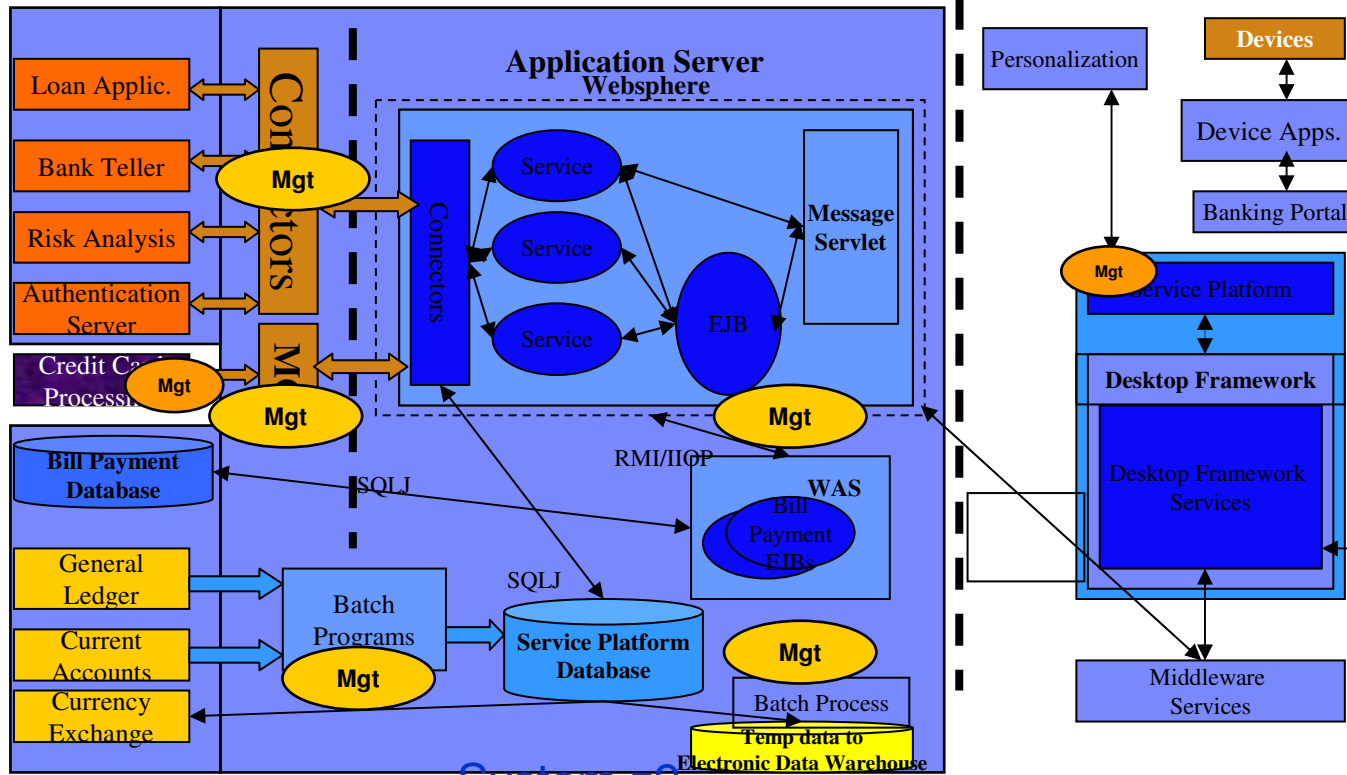 Application Server
Websphere
Loan Applic.
Bank Teller
Risk Analysis
Authentication
Server
Mgt
Connectors
Service
Service
Service
EJB
Message
Servlet
Mgt
Mgt
Mgt
RMI/IIOP
Bill Payment
Database
SQLJ
WAS
Bill
Payment
EJBs
General
Ledger
Current
Accounts
Currency
Exchange
Batch
Programs
Mgt
SQLJ
Service Platform
Database
Mgt
Batch Process
Temp data to
Electronic Data Warehouse
Personalization
Devices
Device Apps.
Banking Portal
Mgt
Service Platform
Desktop Framework
Desktop Framework
Services
Middleware
Services